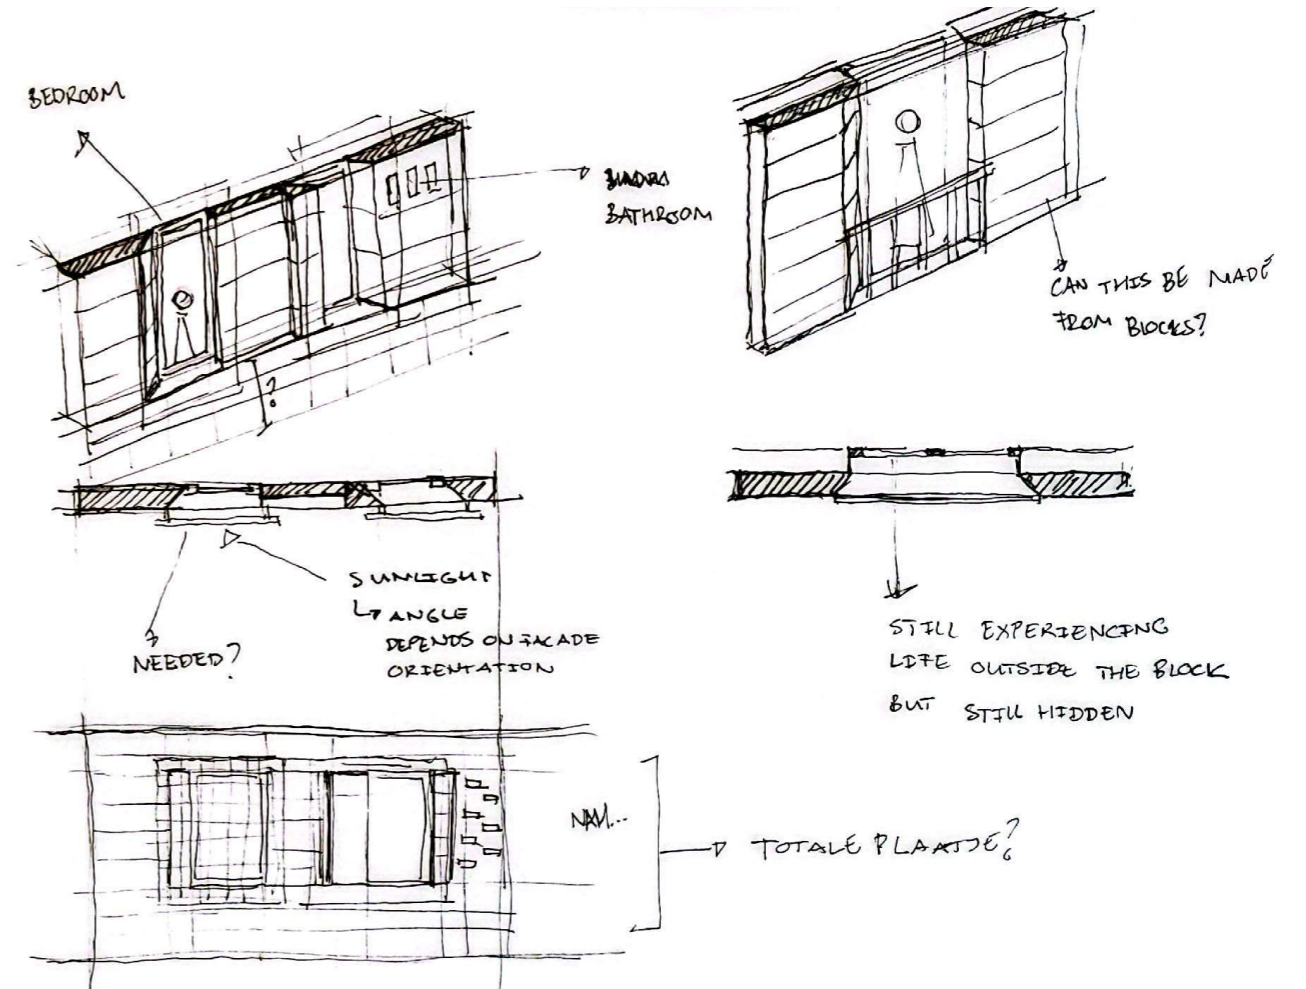 BEDROOM
BATHROOM
CAN THIS BE MADE
FROM BLOCKS?
?
SUNLIGHT
↳ ANGLE
DEPENDS ON FACADE
ORIENTATION
NEEDED?
STILL EXPERIENCING
LIFE OUTSIDE THE BLOCK
BUT STILL HIDDEN
TOTALE PLAATJE?